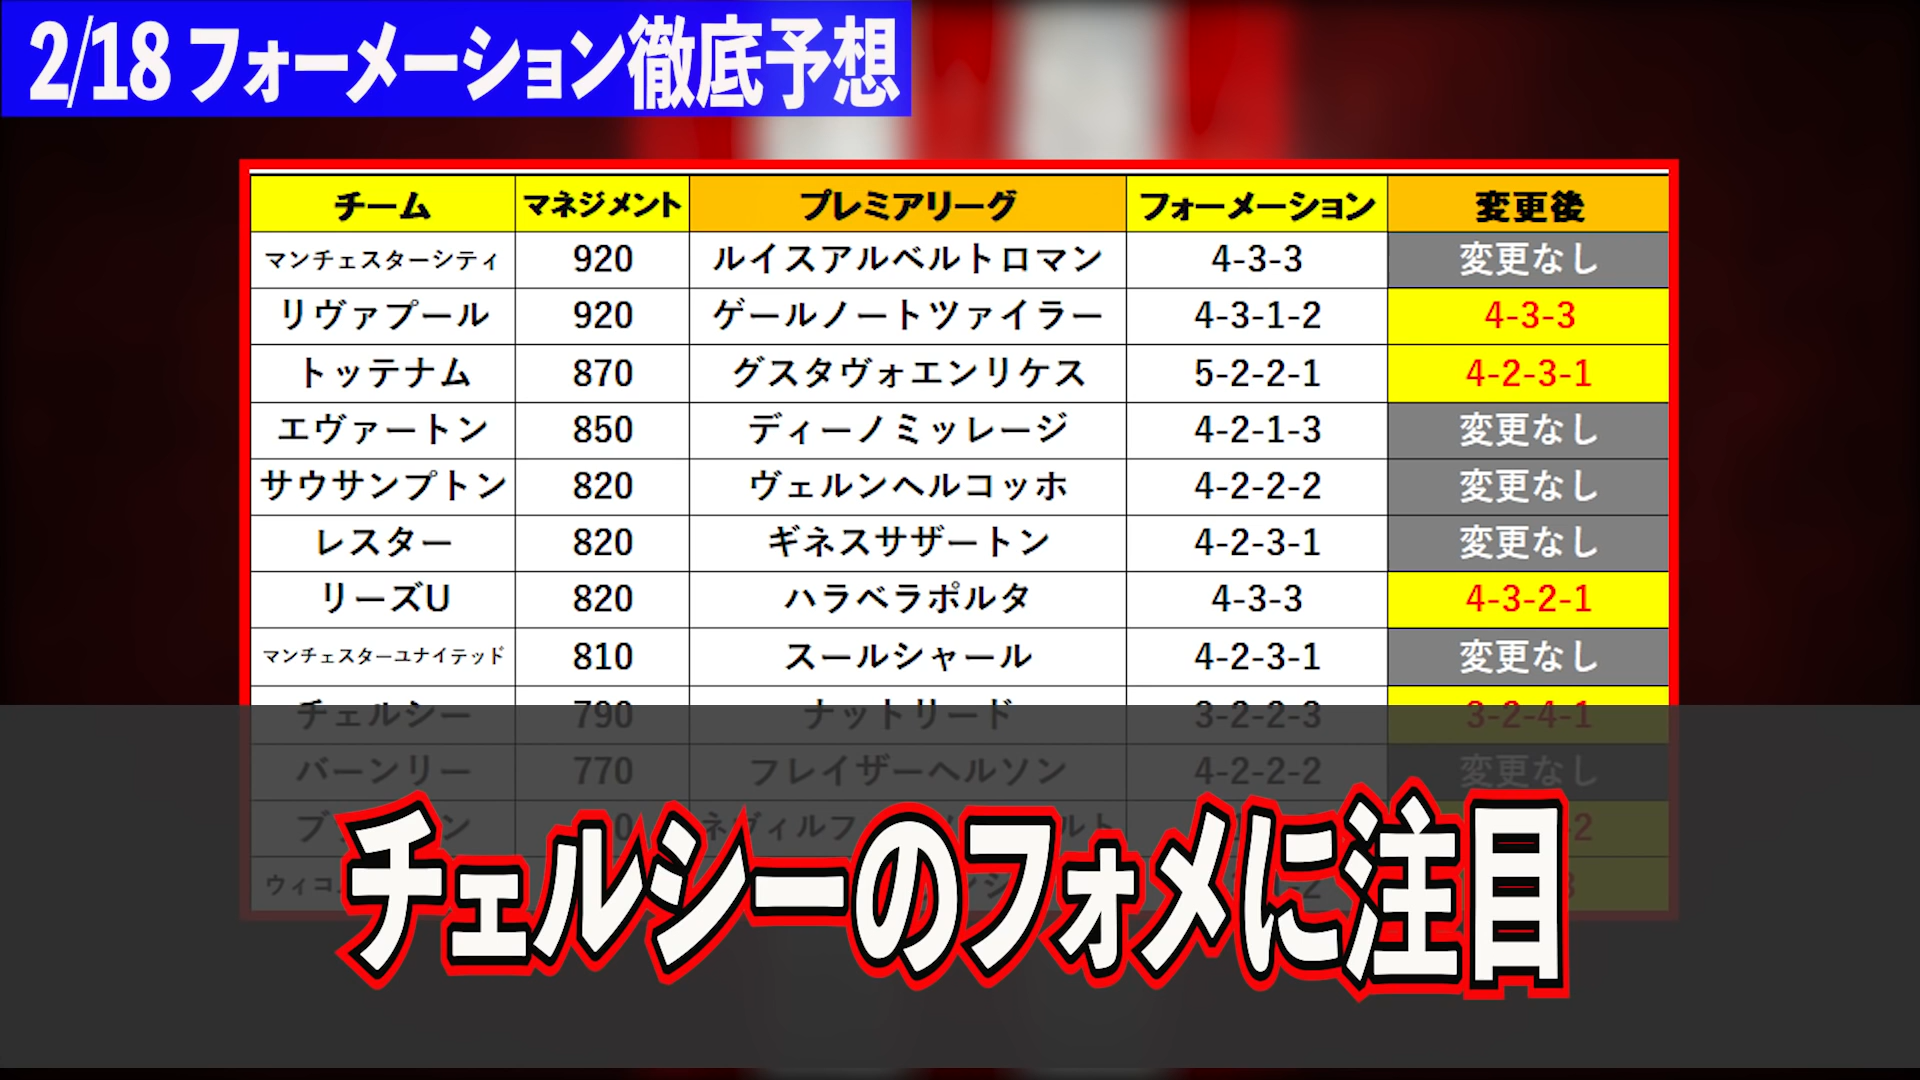 2/18 フォーメーション徹底予想
チーム マネジメント プレミアリーグ フォーメーション 変更後
マンチェスターシティ 920 ルイスアルベルトロマン 4-3-3 変更なし
リヴァプール 920 ゲールノートツァイラー 4-3-1-2 4-3-3
トッテナム 870 グスタヴォエンリケス 5-2-2-1 4-2-3-1
エヴァートン 850 ディーノミッレージ 4-2-1-3 変更なし
サウサンプトン 820 ヴェルンヘルコッホ 4-2-2-2 変更なし
レスター 820 ギネスサザートン 4-2-3-1 変更なし
リーズU 820 ハラベラポルタ 4-3-3 4-3-2-1
マンチェスターユナイテッド 810 スールシャール 4-2-3-1 変更なし
チェルシー 790 ナットリード 3-2-2-3 3-2-4-1
バーンリー 770 フレイザーヘルソン 4-2-2-2 変更なし
チェルシーのフォメに注目